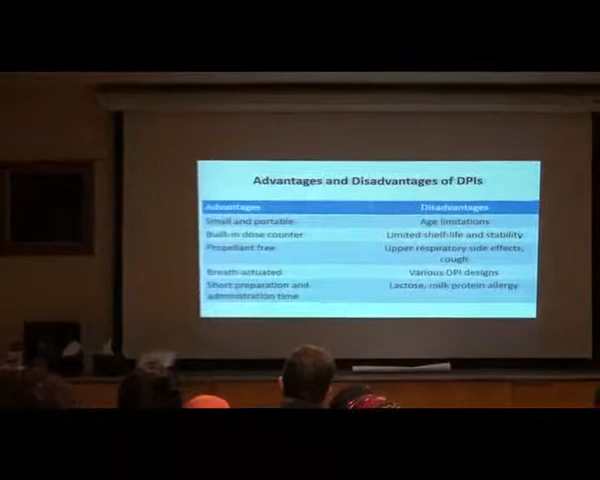 Advantages and Disadvantages of DPIs
Advantages Disadvantages
Small and portable Age limitations
Built-in dose counter Limited shelf-life and stability
Propellant free Upper respiratory side effects,
cough
Breath actuated Various DPI designs
Short preparation and Lactose, milk protein allergy
administration time